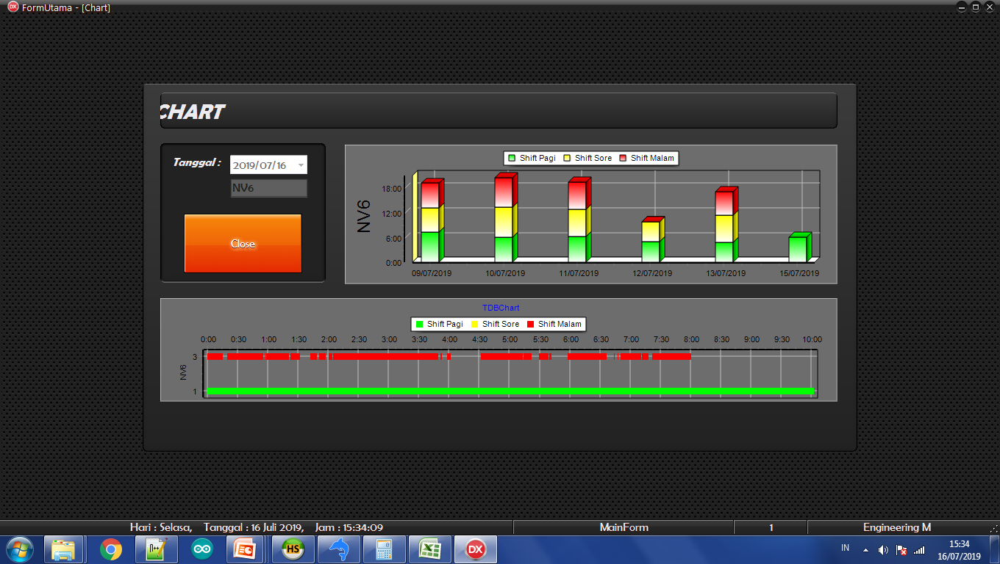 FormUtama - [Chart]
CHART
Tanggal : 2019/07/16
NV6
Close
Shift Pagi Shift Sore Shift Malam
NV6
18:00
12:00
6:00
0:00
09/07/2019 10/07/2019 11/07/2019 12/07/2019 13/07/2019 15/07/2019
TDBChart
Shift Pagi Shift Sore Shift Malam
0:00 0:30 1:00 1:30 2:00 2:30 3:00 3:30 4:00 4:30 5:00 5:30 6:00 6:30 7:00 7:30 8:00 8:30 9:00 9:30 10:00
NV6
3
1
Hari : Selasa, Tanggal : 16 Juli 2019, Jam : 15:34:09 MainForm 1 Engineering M
N++ HS DX
IN 15:34
16/07/2019